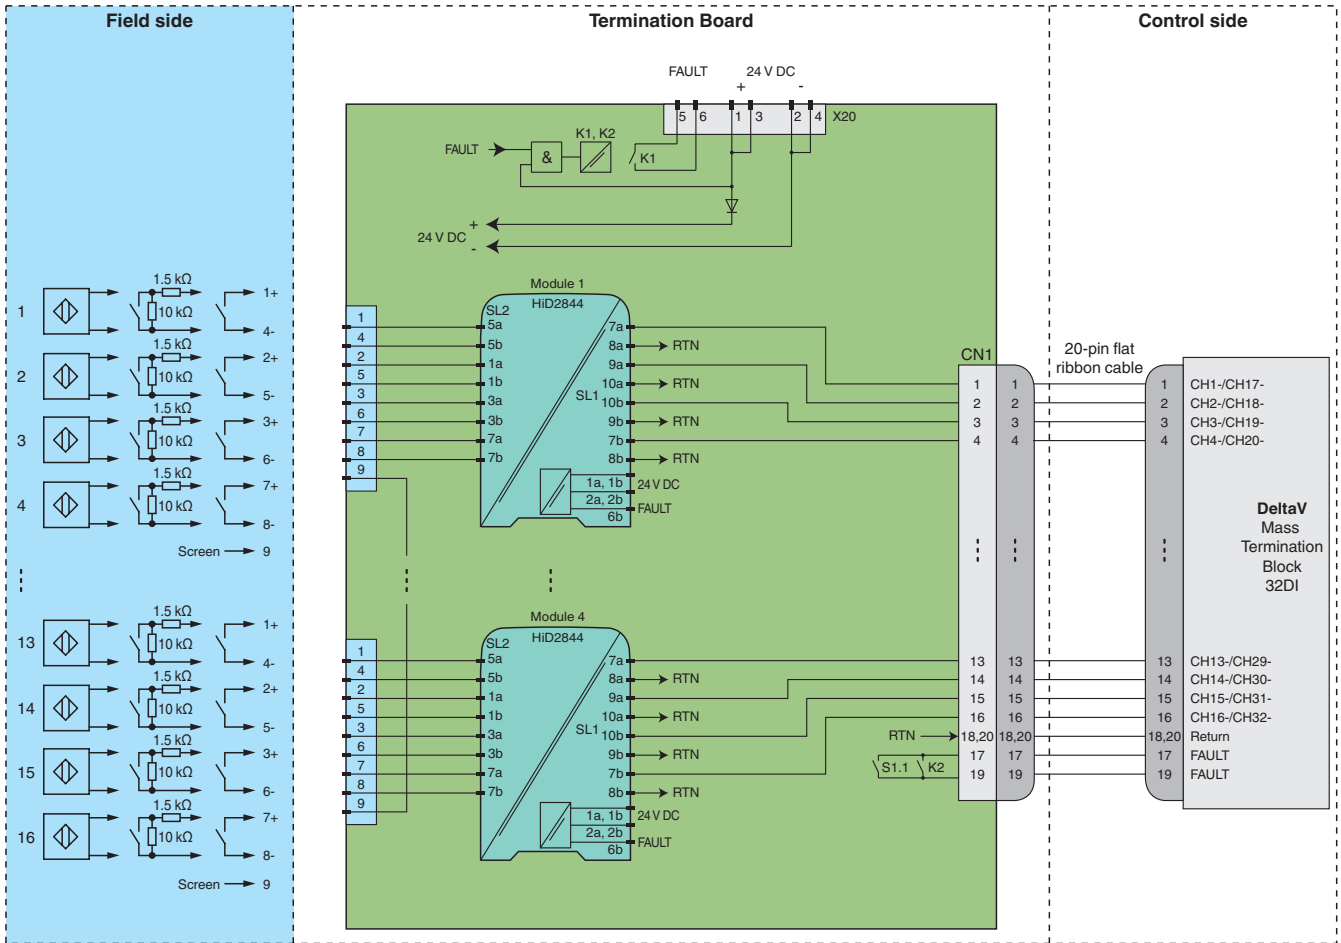 Field side
Termination Board
Control side
FAULT 24 V DC
+ -
5 6 1 3 2 4 X20
K1, K2
FAULT & K1
+
24 V DC
-
1
1.5 kΩ
10 kΩ
1+
4-
2
1.5 kΩ
10 kΩ
2+
5-
3
1.5 kΩ
10 kΩ
3+
6-
4
1.5 kΩ
10 kΩ
7+
8-
Screen 9
13
1.5 kΩ
10 kΩ
1+
4-
14
1.5 kΩ
10 kΩ
2+
5-
15
1.5 kΩ
10 kΩ
3+
6-
16
1.5 kΩ
10 kΩ
7+
8-
Screen 9
1
4
2
5
3
6
7
8
9
Module 1
HiD2844
SL2
5a
5b
1a
1b
3a
3b
7a
7b
SL1
7a
8a RTN
9a
10a RTN
10b
9b RTN
7b
8b RTN
1a, 1b 24 V DC
2a, 2b
6b FAULT
1
4
2
5
3
6
7
8
9
Module 4
HiD2844
SL2
5a
5b
1a
1b
3a
3b
7a
7b
SL1
7a
8a RTN
9a
10a RTN
10b
9b RTN
7b
8b RTN
1a, 1b 24 V DC
2a, 2b
6b FAULT
CN1
20-pin flat
ribbon cable
1 1 1 CH1-/CH17-
2 2 2 CH2-/CH18-
3 3 3 CH3-/CH19-
4 4 4 CH4-/CH20-
13 13 13 CH13-/CH29-
14 14 14 CH14-/CH30-
15 15 15 CH15-/CH31-
16 16 16 CH16-/CH32-
RTN 18,20 18,20 18,20 Return
S1.1 K2 17 17 17 FAULT
19 19 19 FAULT
DeltaV
Mass
Termination
Block
32DI